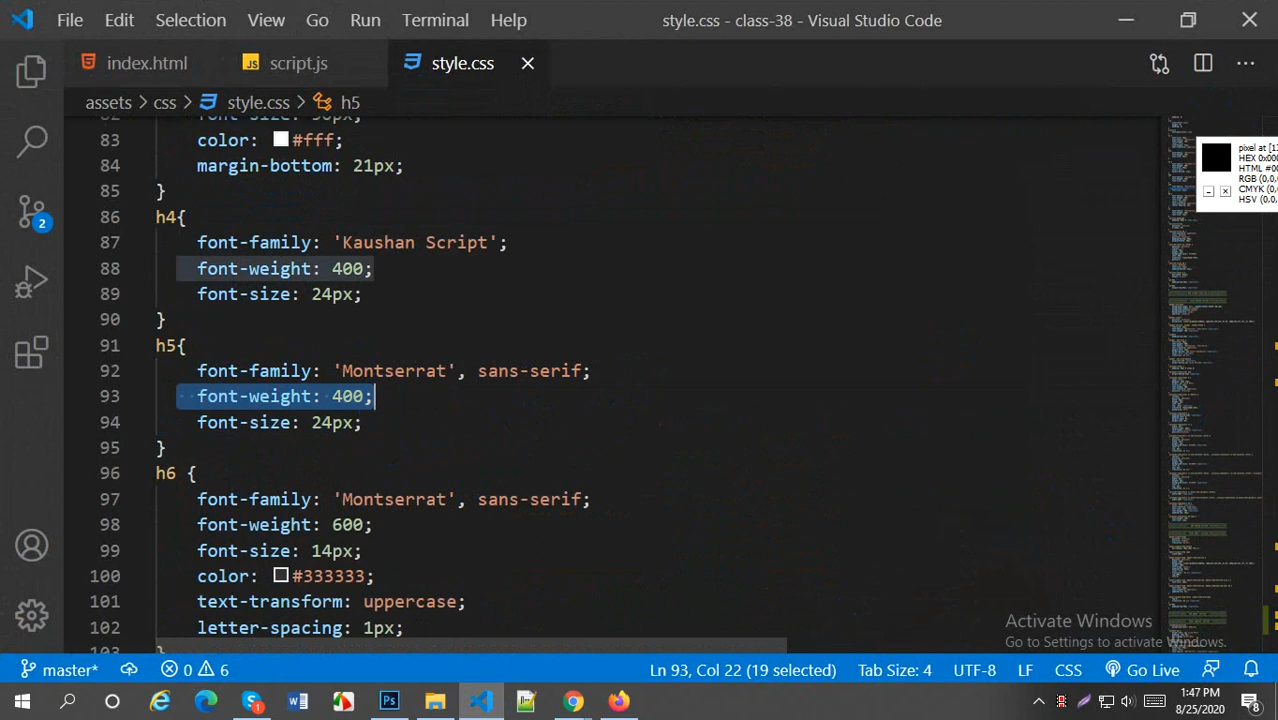 File Edit Selection View Go Run Terminal Help style.css - class-38 - Visual Studio Code
index.html JS script.js style.css
assets > css > style.css > h5
83 color: #fff;
84 margin-bottom: 21px;
85 }
86 h4{
87 font-family: 'Kaushan Script';
88 font-weight: 400;
89 font-size: 24px;
90 }
91 h5{
92 font-family: 'Montserrat', sans-serif;
93 font-weight: 400;
94 font-size: 24px;
95 }
96 h6 {
97 font-family: 'Montserrat', sans-serif;
98 font-weight: 600;
99 font-size: 14px;
100 color: #333333;
101 text-transform: uppercase;
102 letter-spacing: 1px;
103 }
pixel at [1
HEX 0x00
HTML #0
RGB (0,0,
CMYK (0,
HSV (0,0,
2
Activate Windows
Go to Settings to activate Windows.
master* 0 6 Ln 93, Col 22 (19 selected) Tab Size: 4 UTF-8 LF CSS Go Live
1 W Ps 1:47 PM
8/25/2020 8